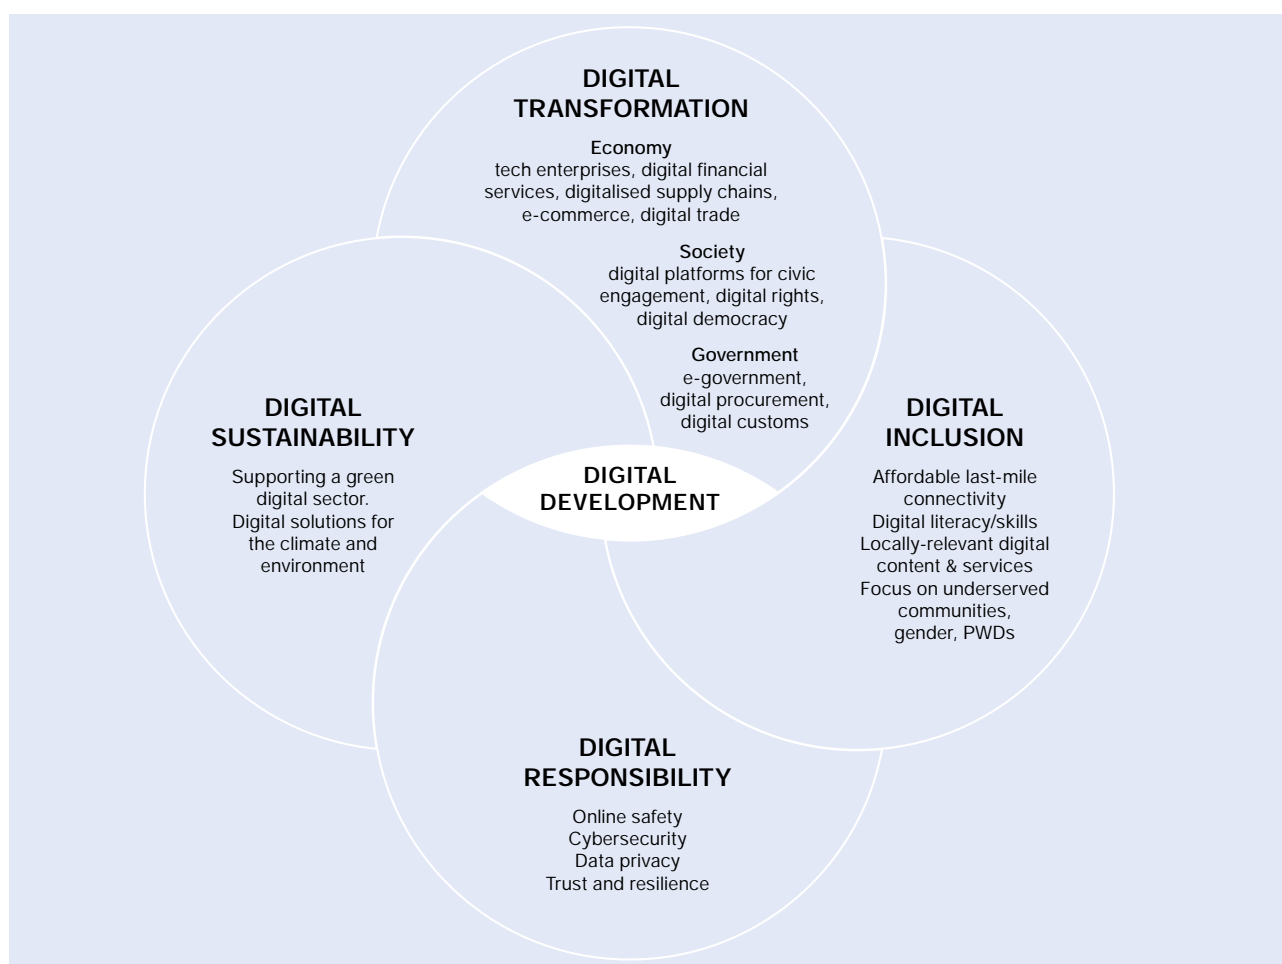 DIGITAL
TRANSFORMATION
Economy
tech enterprises, digital financial
services, digitalised supply chains,
e-commerce, digital trade
Society
digital platforms for civic
engagement, digital rights,
digital democracy
Government
e-government,
digital procurement,
digital customs
DIGITAL
SUSTAINABILITY
Supporting a green
digital sector.
Digital solutions for
the climate and
environment
DIGITAL
DEVELOPMENT
DIGITAL
INCLUSION
Affordable last-mile
connectivity
Digital literacy/skills
Locally-relevant digital
content & services
Focus on underserved
communities,
gender, PWDs
DIGITAL
RESPONSIBILITY
Online safety
Cybersecurity
Data privacy
Trust and resilience